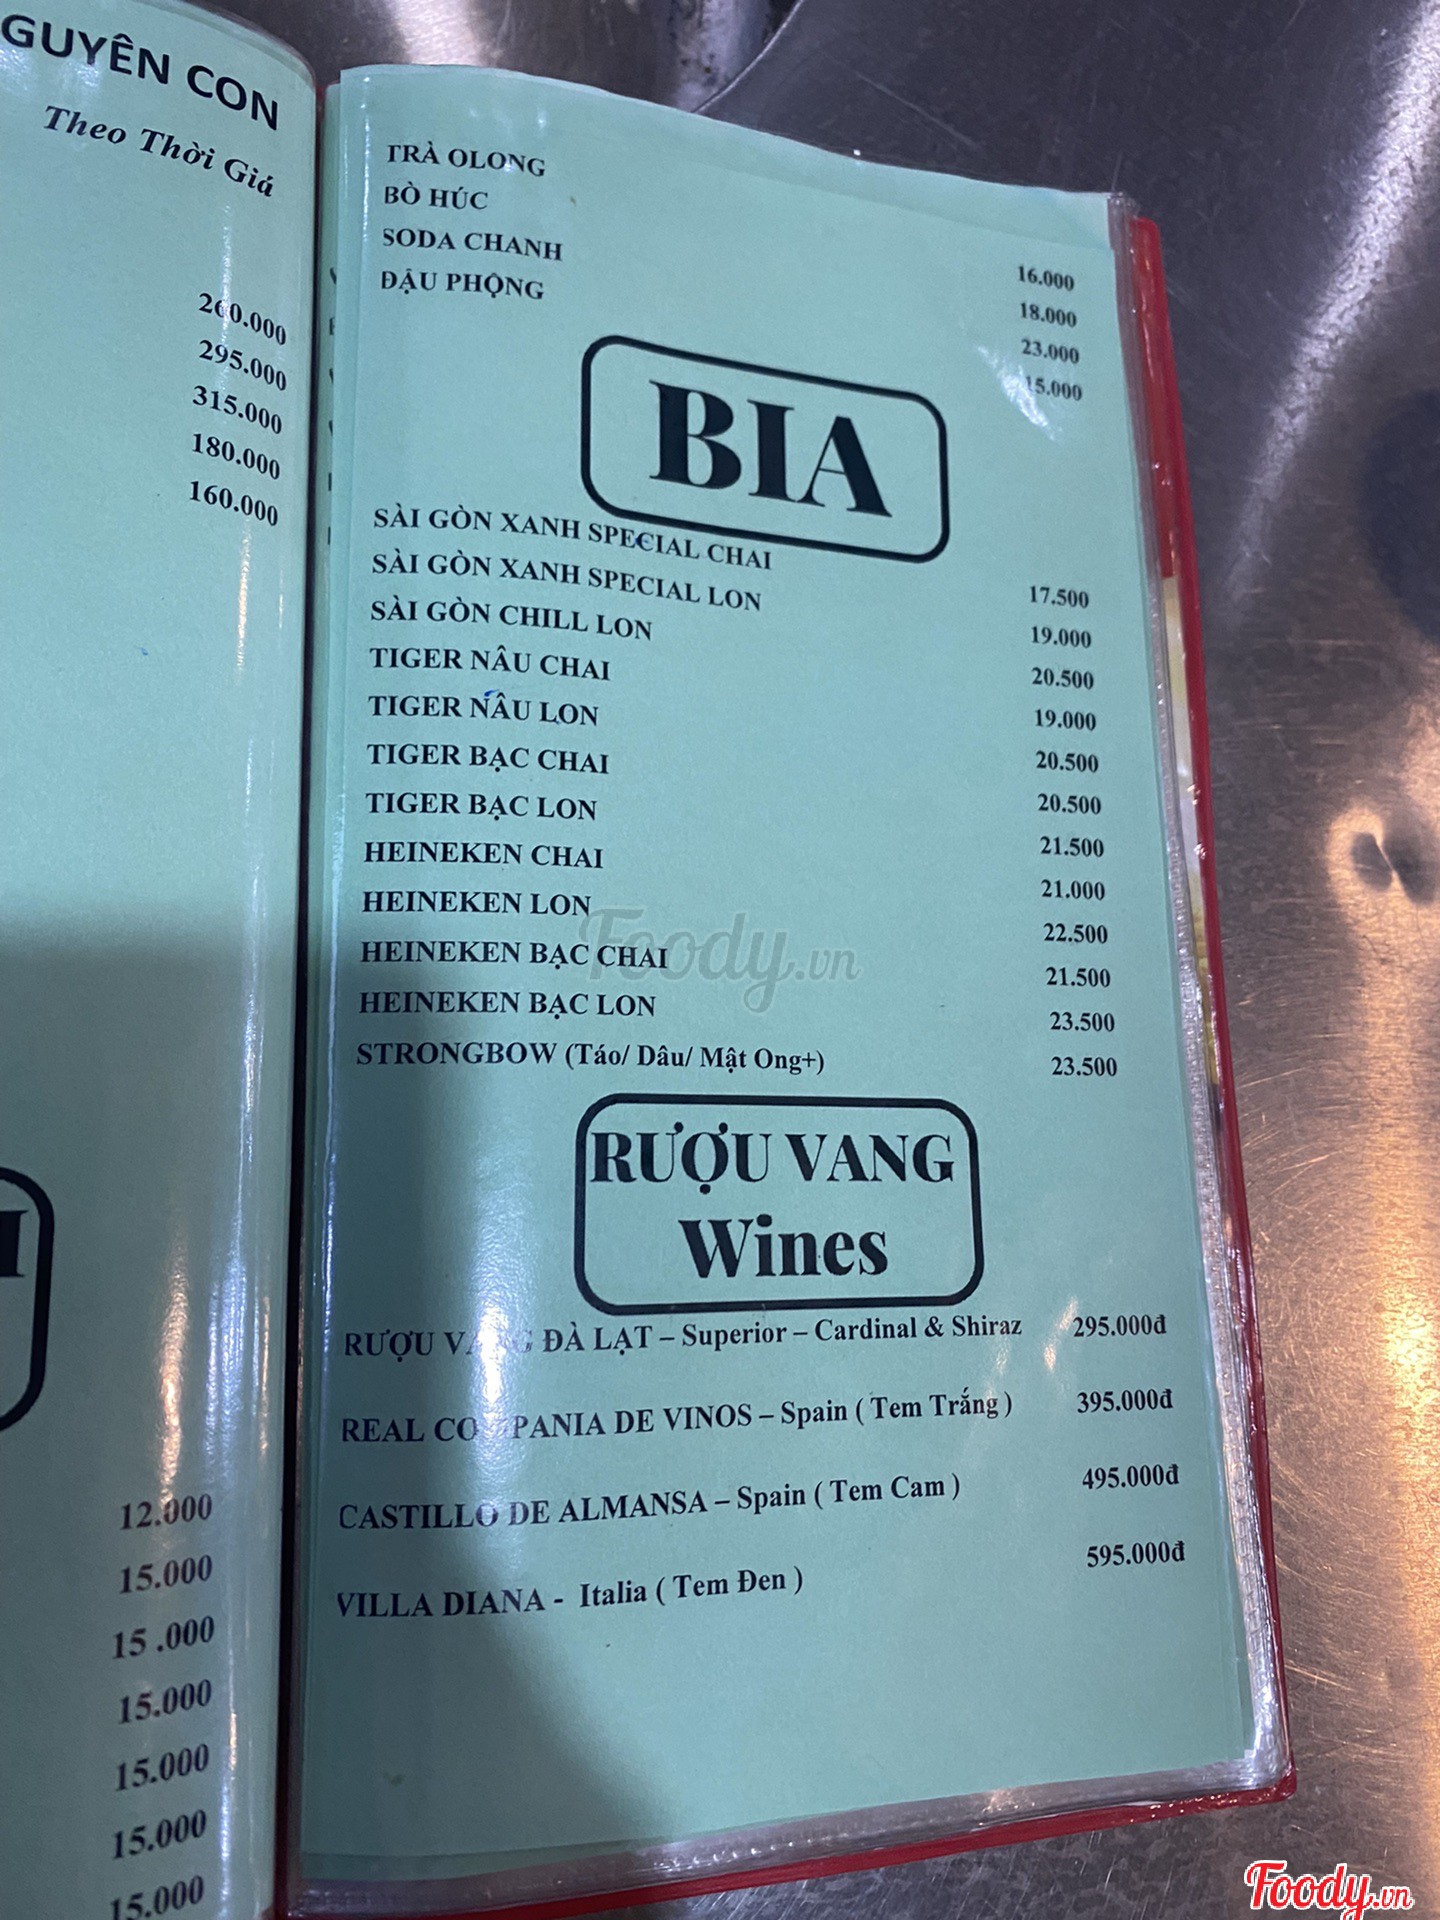 GUYÊN CON
Theo Thời Giá
260.000
295.000
315.000
180.000
160.000
12.000
15.000
15 .000
15.000
15.000
15.000
15.000
TRÀ OLONG 16.000
BÒ HÚC 18.000
SODA CHANH 23.000
ĐẬU PHỘNG 15.000
BIA
SÀI GÒN XANH SPECIAL CHAI 17.500
SÀI GÒN XANH SPECIAL LON 19.000
SÀI GÒN CHILL LON 20.500
TIGER NÂU CHAI 19.000
TIGER NÂU LON 20.500
TIGER BẠC CHAI 20.500
TIGER BẠC LON 21.500
HEINEKEN CHAI 21.000
HEINEKEN LON 22.500
HEINEKEN BẠC CHAI 21.500
HEINEKEN BẠC LON 23.500
STRONGBOW (Táo/ Dâu/ Mật Ong+) 23.500
RƯỢU VANG
Wines
RƯỢU VANG ĐÀ LẠT – Superior – Cardinal & Shiraz 295.000đ
REAL COMPANIA DE VINOS – Spain ( Tem Trắng ) 395.000đ
CASTILLO DE ALMANSA – Spain ( Tem Cam ) 495.000đ
VILLA DIANA - Italia ( Tem Đen ) 595.000đ
Foody.vn
Foody.vn